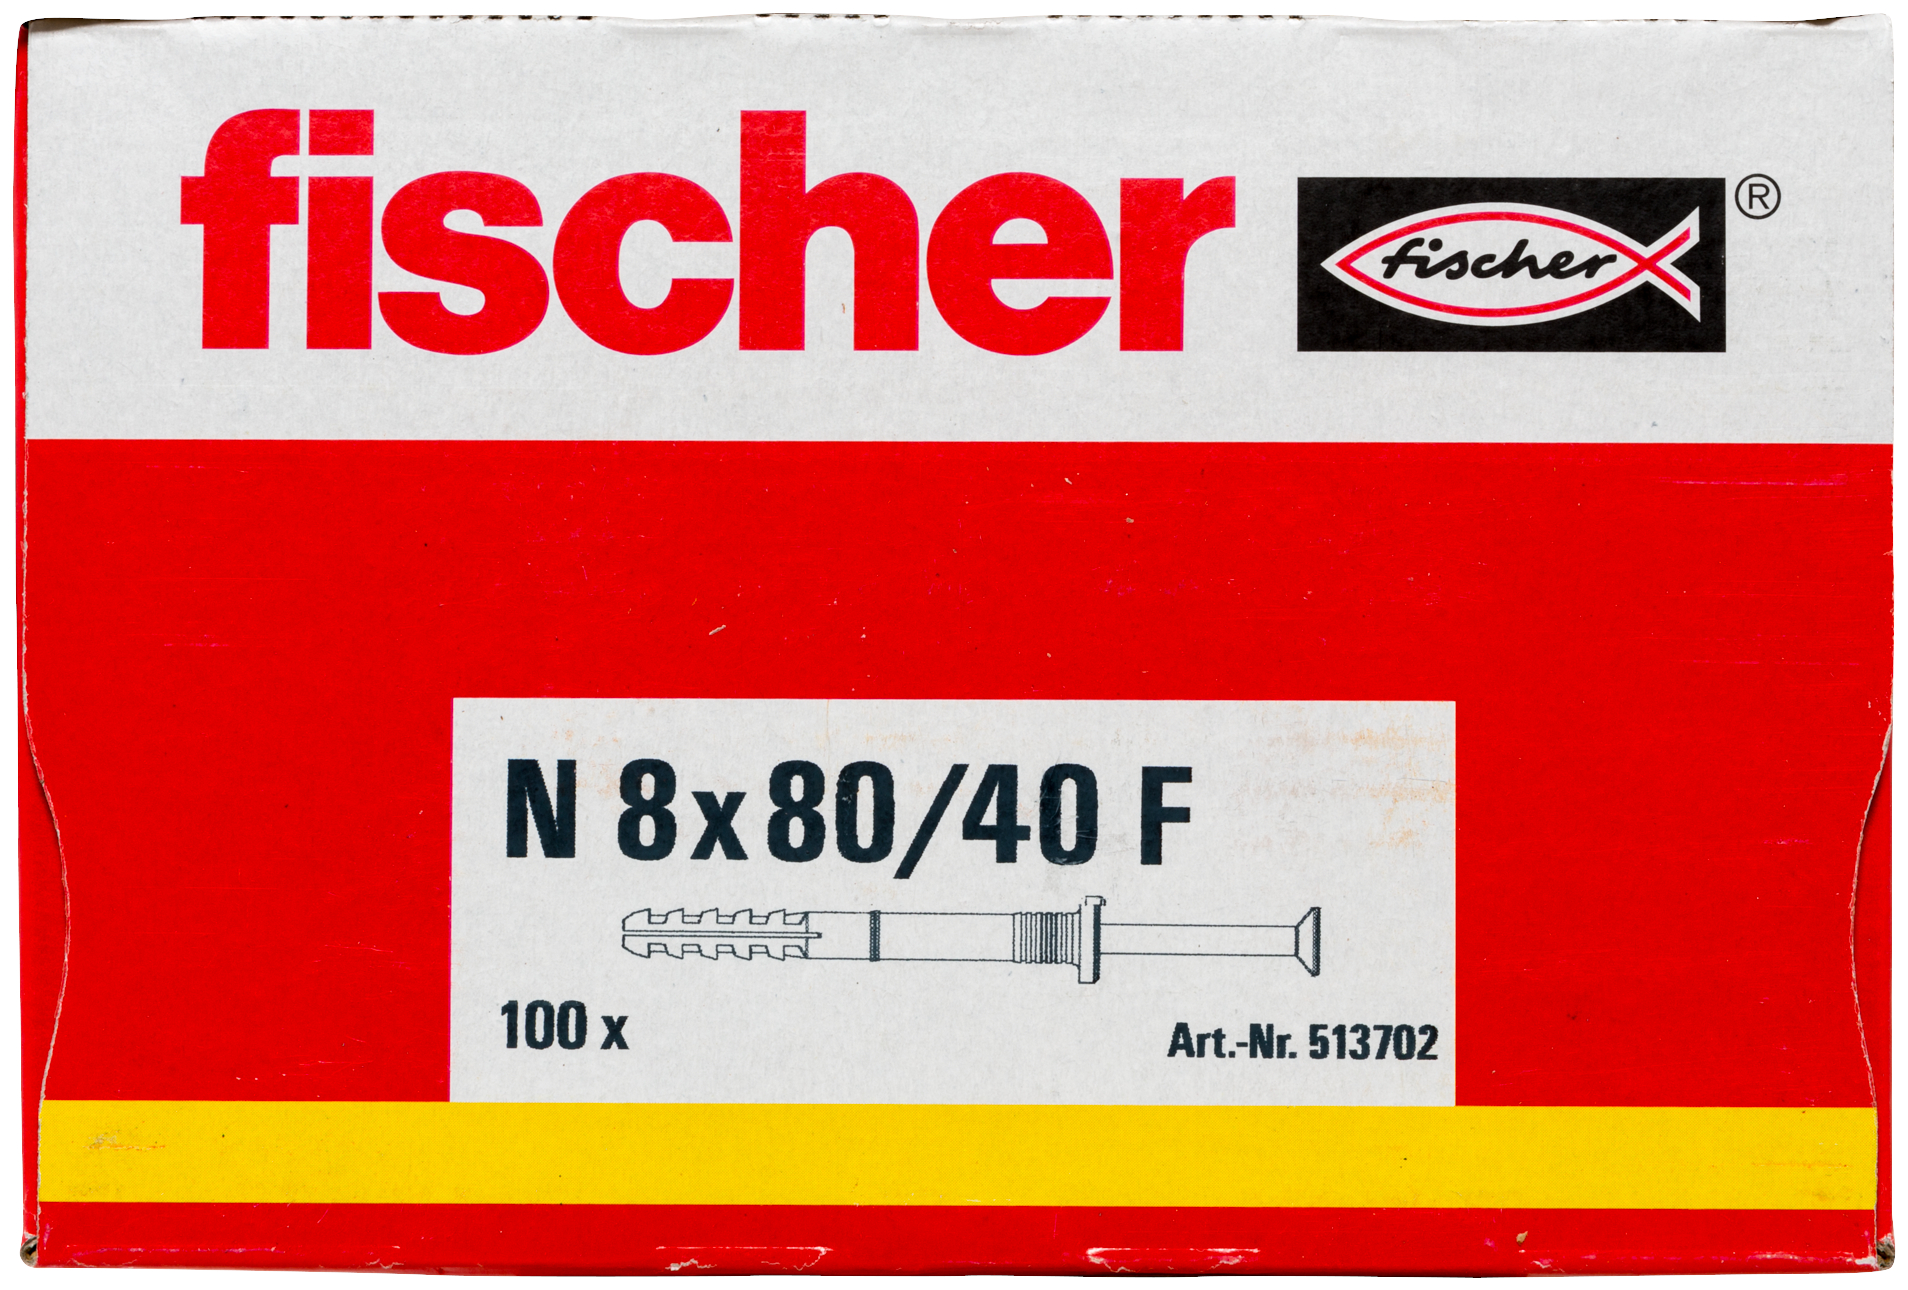 fischer
fischer ®
N 8x80/40 F
100 x
Art.-Nr. 513702